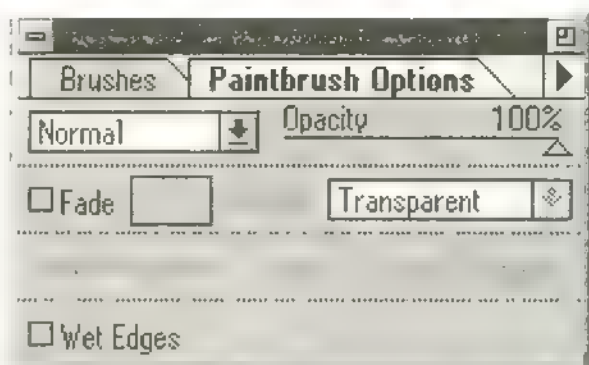 Brushes Paintbrush Options
Normal Opacity 100%
Fade Transparent
Wet Edges